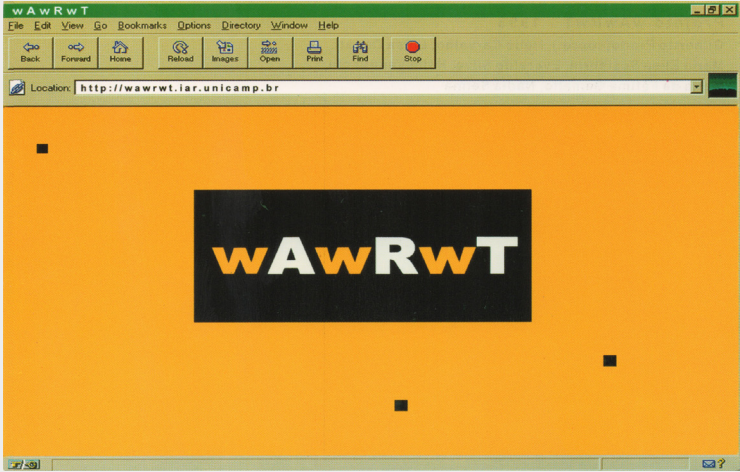 wAwRwT
File Edit View Go Bookmarks Options Directory Window Help
Back Forward Home Reload Images Open Print Find Stop
Location: http://wawrwt.iar.unicamp.br
wAwRwT